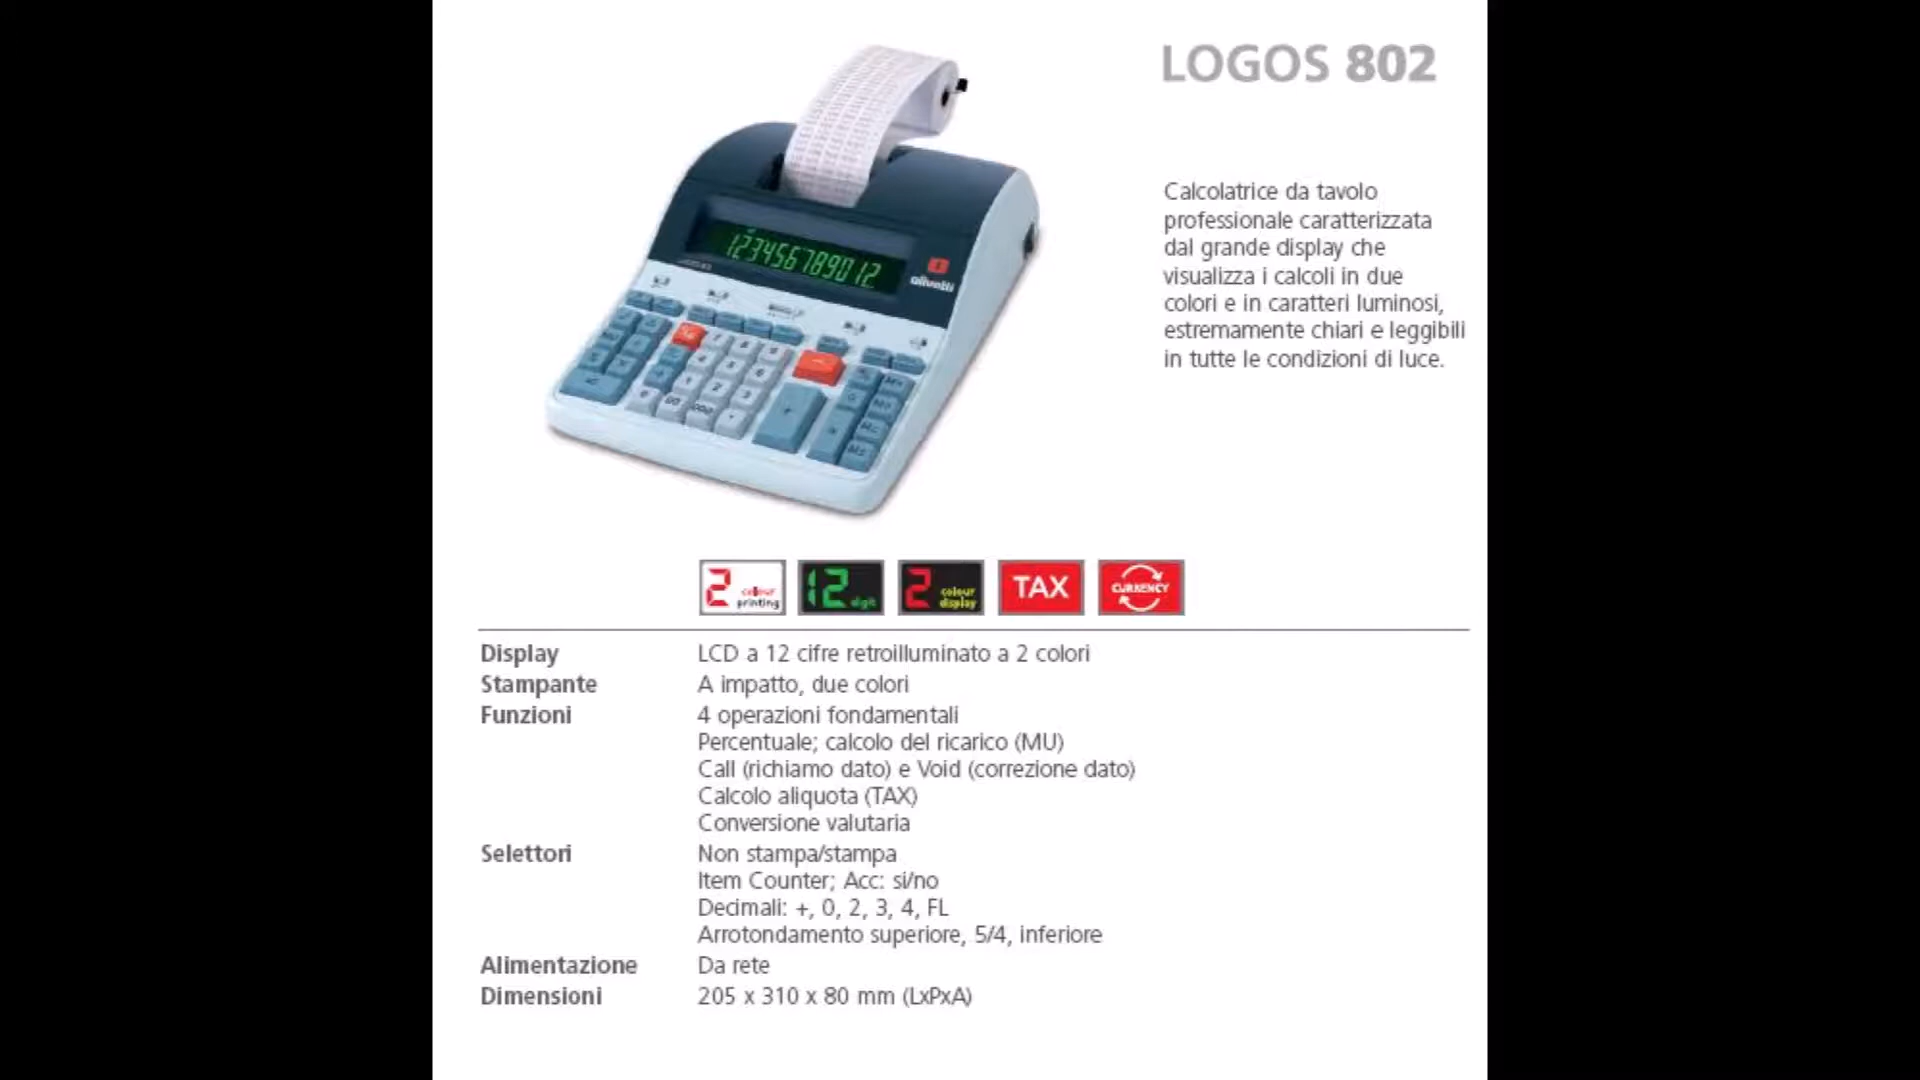 LOGOS 802
123456789012
olivetti
Calcolatrice da tavolo
professionale caratterizzata
dal grande display che
visualizza i calcoli in due
colori e in caratteri luminosi,
estremamente chiari e leggibili
in tutte le condizioni di luce.
2 colour printing
12 digit
2 colour display
TAX
CURRENCY
Display LCD a 12 cifre retroilluminato a 2 colori
Stampante A impatto, due colori
Funzioni 4 operazioni fondamentali
Percentuale; calcolo del ricarico (MU)
Call (richiamo dato) e Void (correzione dato)
Calcolo aliquota (TAX)
Conversione valutaria
Selettori Non stampa/stampa
Item Counter; Acc: si/no
Decimali: +, 0, 2, 3, 4, FL
Arrotondamento superiore, 5/4, inferiore
Alimentazione Da rete
Dimensioni 205 x 310 x 80 mm (LxPxA)